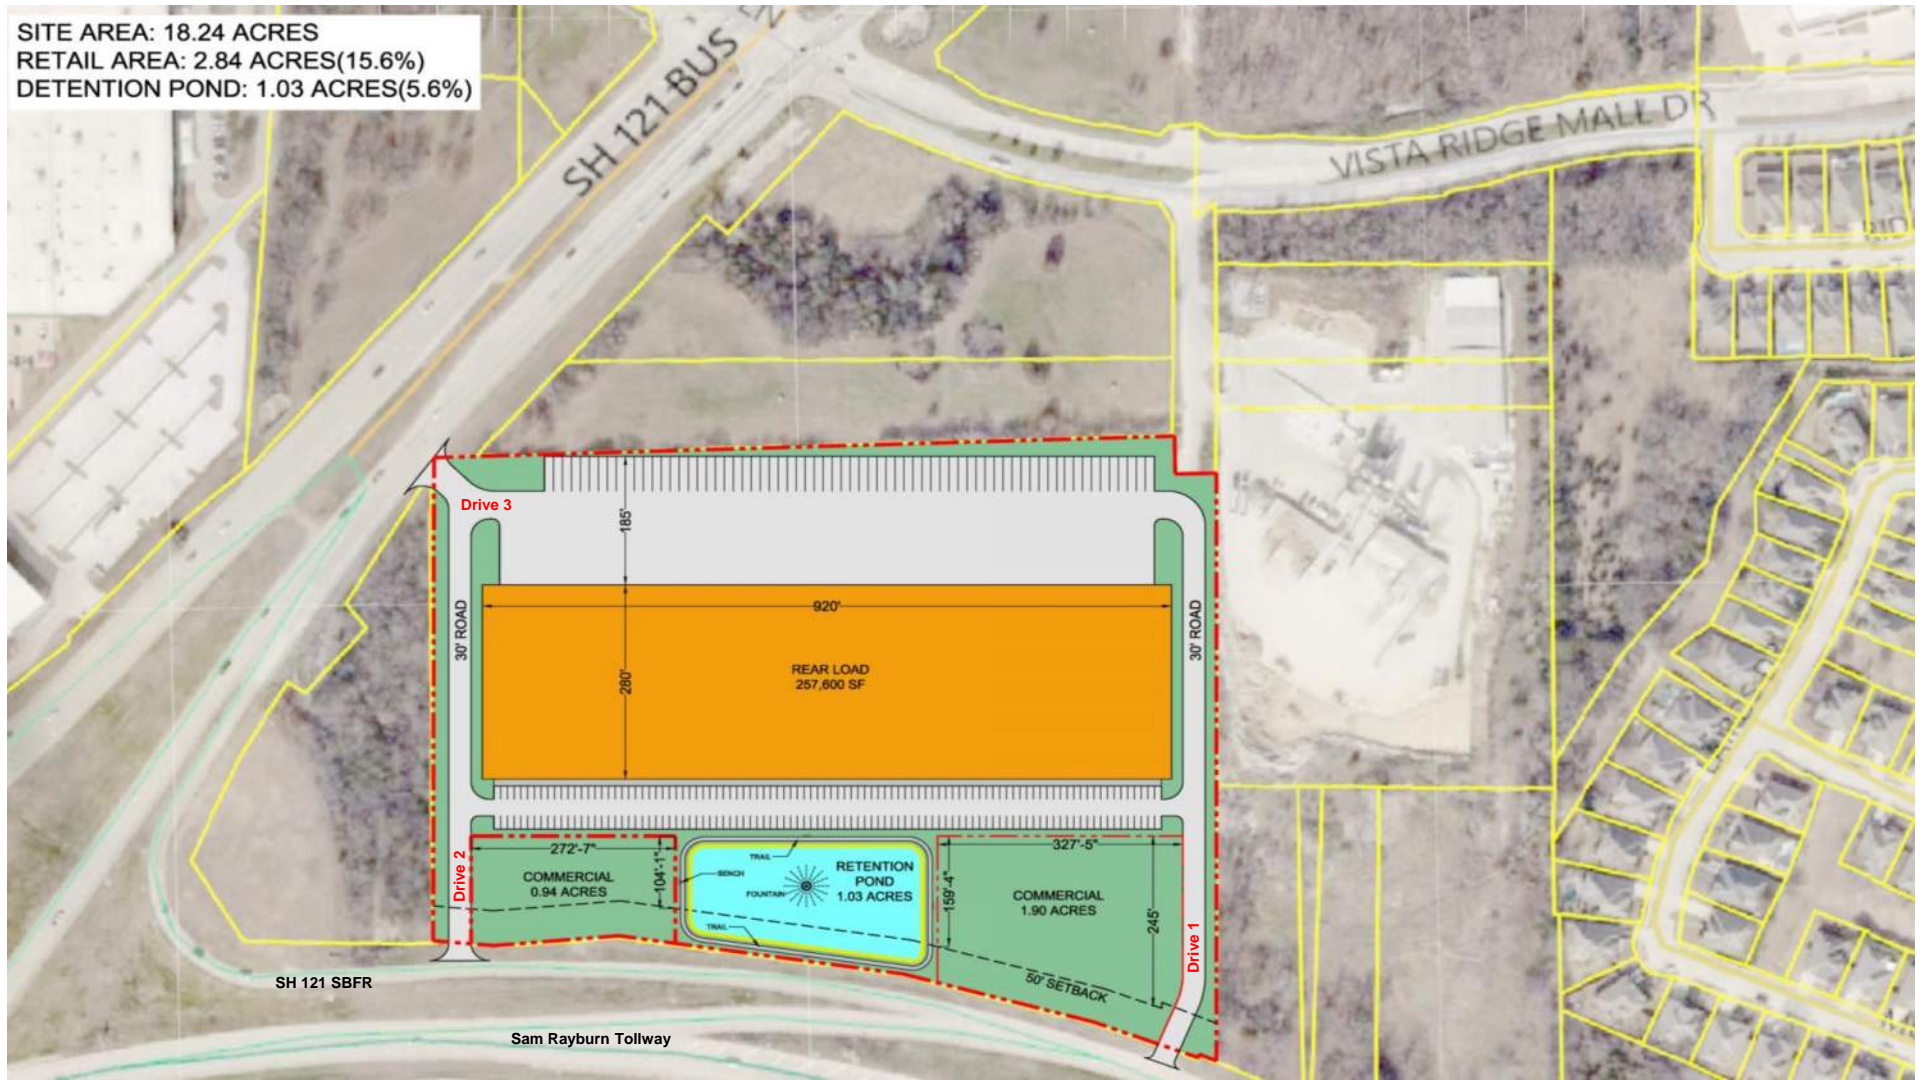 SITE AREA: 18.24 ACRES
RETAIL AREA: 2.84 ACRES(15.6%)
DETENTION POND: 1.03 ACRES(5.6%)
SH 121 BUS
VISTA RIDGE MALL DR
Drive 3
185'
920'
30' ROAD
30' ROAD
280'
REAR LOAD
257,600 SF
272'-7"
327'-5"
TRAIL
RETENTION
POND
1.03 ACRES
Drive 2
COMMERCIAL
0.94 ACRES
104'-1"
BENCH
FOUNTAIN
159'-4"
COMMERCIAL
1.90 ACRES
245'
TRAIL
Drive 1
50' SETBACK
SH 121 SBFR
Sam Rayburn Tollway